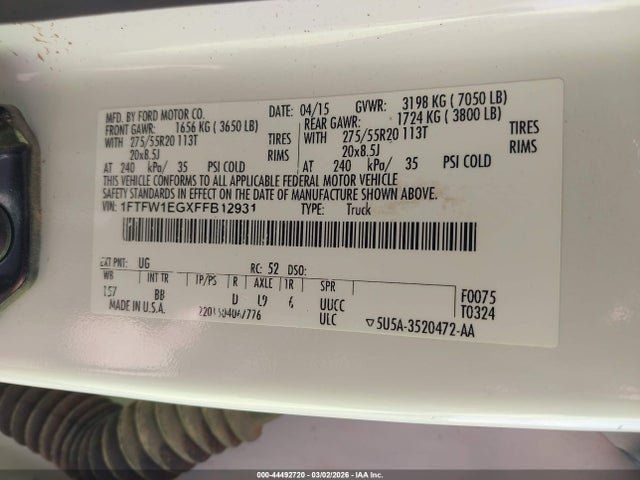 MFD. BY FORD MOTOR CO.
DATE: 04/15 GVWR: 3198 KG ( 7050 LB)
FRONT GAWR: 1656 KG ( 3650 LB) REAR GAWR: 1724 KG ( 3800 LB)
WITH 275/55R20 113T TIRES WITH 275/55R20 113T TIRES
20x8.5J RIMS 20x8.5J RIMS
AT 240 kPa/ 35 PSI COLD AT 240 kPa/ 35 PSI COLD
THIS VEHICLE CONFORMS TO ALL APPLICABLE FEDERAL MOTOR VEHICLE
SAFETY STANDARDS IN EFFECT ON THE DATE OF MANUFACTURE SHOWN ABOVE.
VIN: 1FTFW1EGXFFB12931 TYPE: Truck
EXT PNT: UG RC: 52 DSO:
WB INT TR TP/PS R AXLE TR SPR
157 BB D L9 6 UUCC F0075
MADE IN U.S.A. ULC T0324
▽5U5A-3520472-AA
000-44492720 - 03/02/2026 - IAA Inc.